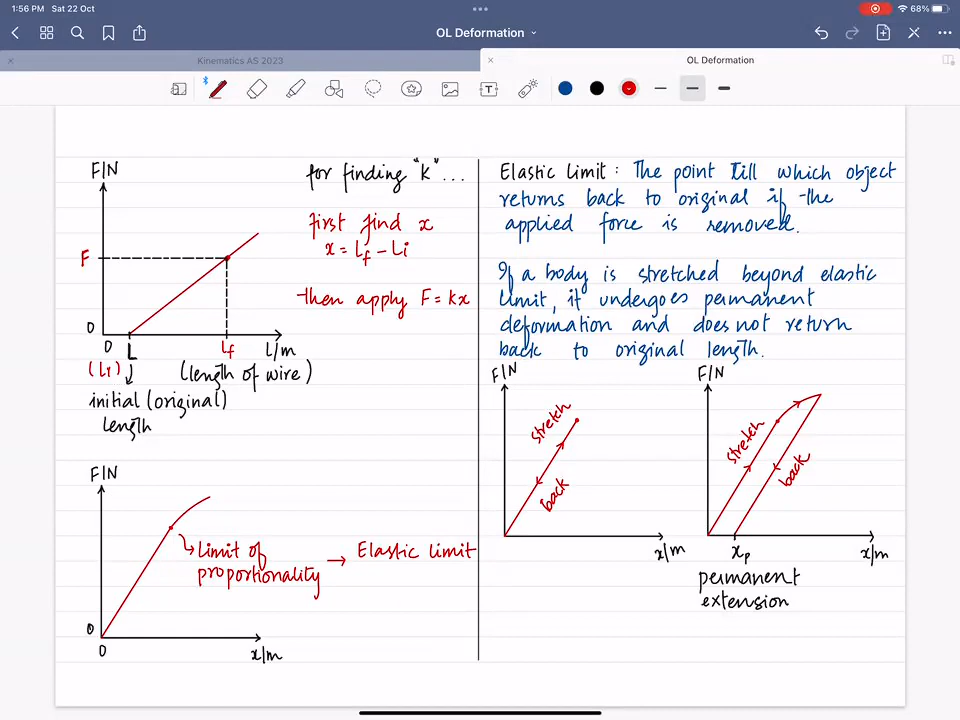 1:56 PM Sat 22 Oct
68%
OL Deformation
Kinematics AS 2023
OL Deformation
T
F/N
F
0
0
L
Lf
l/m
(Li)
(length of wire)
initial (original)
length
for finding "k" ...
first find x
x = Lf - Li
then apply F = kx
F/N
0
0
x/m
Limit of
proportionality
→ Elastic limit
Elastic Limit : The point till which object
returns back to original if the
applied force is removed.
If a body is stretched beyond elastic
limit, it undergoes permanent
deformation and does not return
back to original length.
F/N
stretch
back
x/m
F/N
stretch
back
xp
x/m
permanent
extension